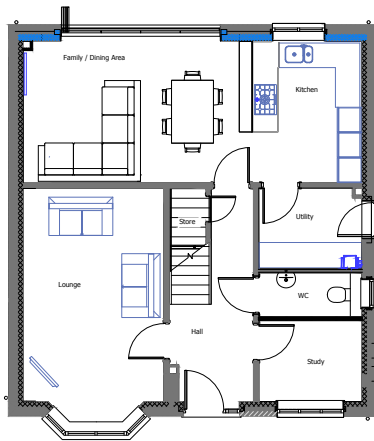 Family / Dining Area
Kitchen
Store
Utility
Lounge
WC
Hall
Study